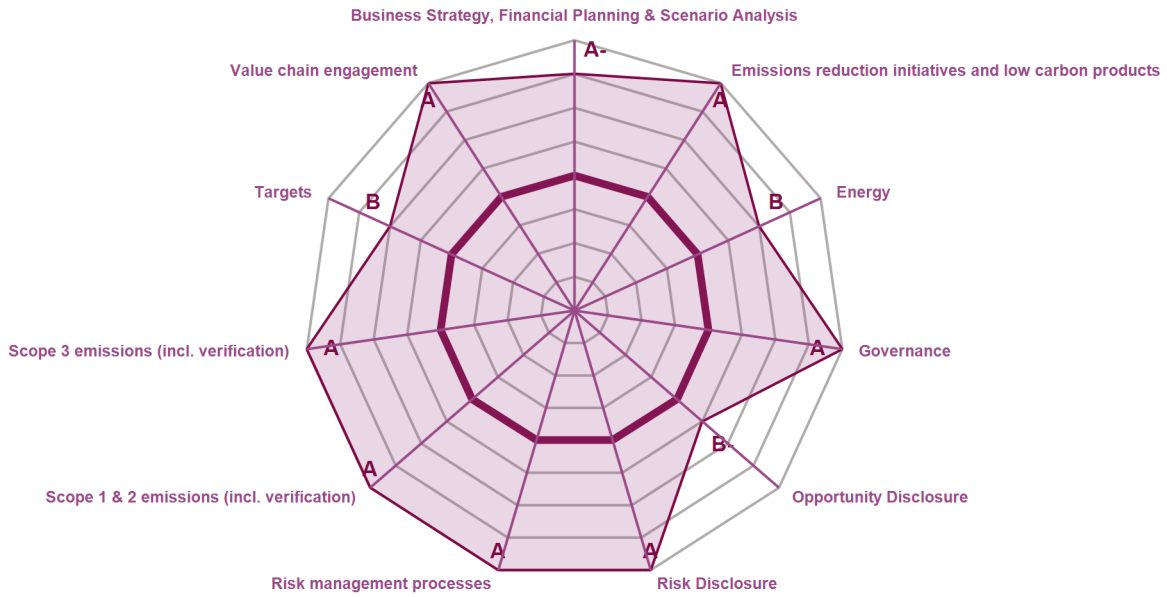 Business Strategy, Financial Planning & Scenario Analysis
A-
Value chain engagement
Emissions reduction initiatives and low carbon products
A
A
Targets
B
B
Energy
Scope 3 emissions (incl. verification)
A
A
Governance
B-
Scope 1 & 2 emissions (incl. verification)
A
Opportunity Disclosure
A
A
Risk management processes
Risk Disclosure